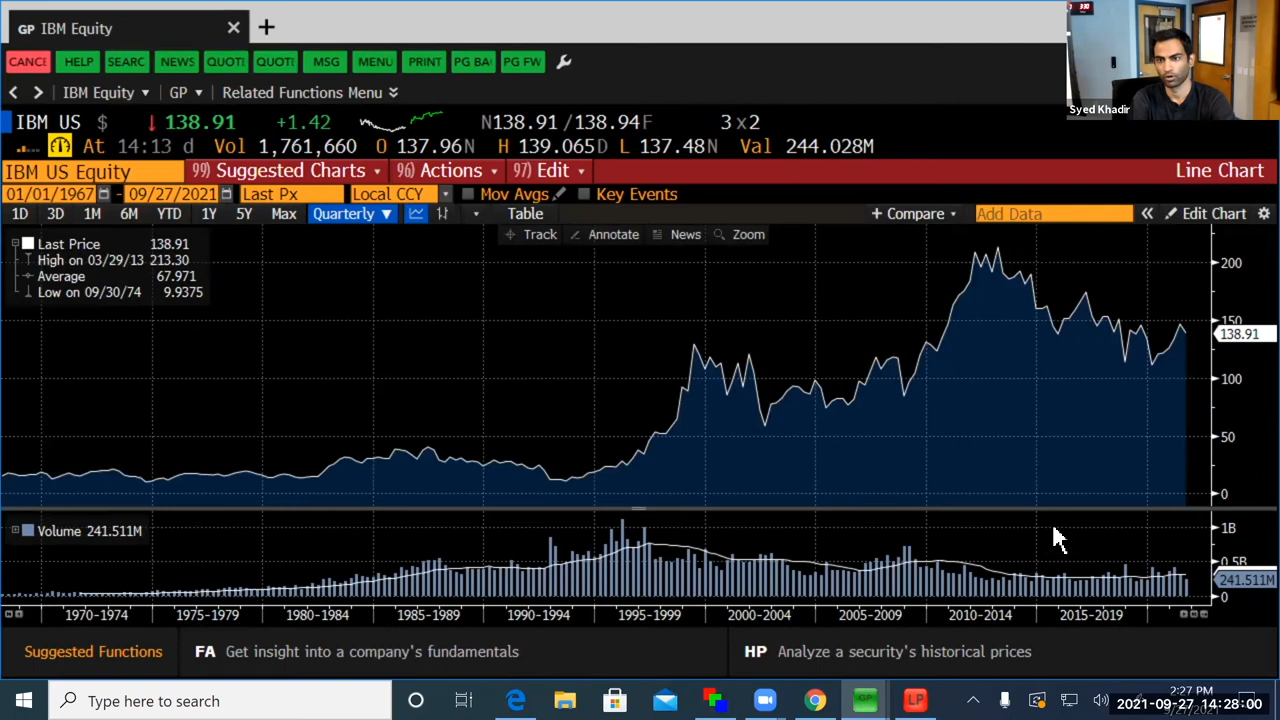 GP IBM Equity
CANCE HELP SEARC NEWS QUOTI QUOTI MSG MENU PRINT PG BA PG FW
IBM Equity GP Related Functions Menu
Syed Khadir
IBM US $ 138.91 +1.42 N138.91 /138.94F 3 x 2
At 14:13 d Vol 1,761,660 O 137.96N H 139.065D L 137.48N Val 244.028M
IBM US Equity 99) Suggested Charts 96) Actions 97) Edit Line Chart
01/01/1967 - 09/27/2021 Last Px Local CCY Mov Avgs Key Events
1D 3D 1M 6M YTD 1Y 5Y Max Quarterly Table + Compare Add Data Edit Chart
Track Annotate News Zoom
Last Price 138.91
High on 03/29/13 213.30
Average 67.971
Low on 09/30/74 9.9375
200
150
138.91
100
50
0
Volume 241.511M
1B
0.5B
241.511M
0
1970-1974 1975-1979 1980-1984 1985-1989 1990-1994 1995-1999 2000-2004 2005-2009 2010-2014 2015-2019
Suggested Functions FA Get insight into a company's fundamentals HP Analyze a security's historical prices
Type here to search
GP LP
2:27 PM
2021-09-27 14:28:00